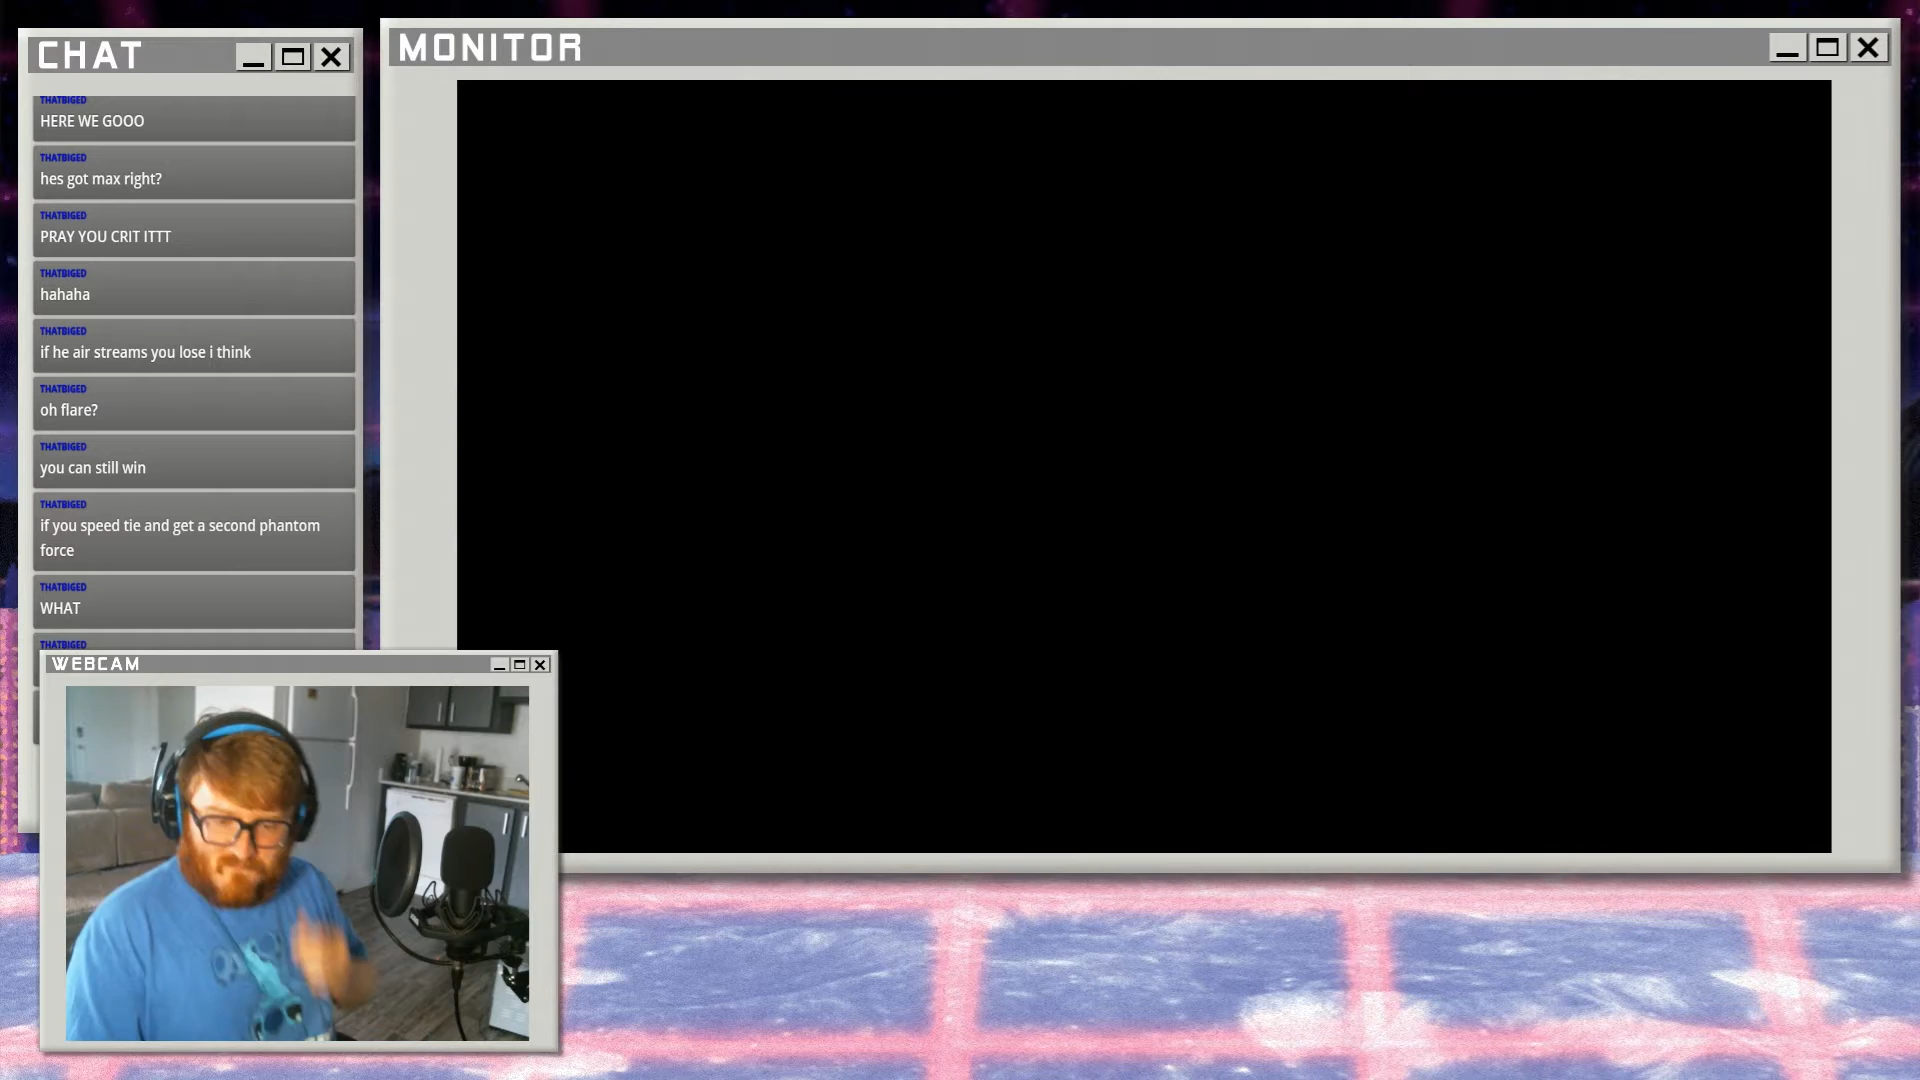 CHAT
THATBIGED
HERE WE GOOO
THATBIGED
hes got max right?
THATBIGED
PRAY YOU CRIT ITTT
THATBIGED
hahaha
THATBIGED
if he air streams you lose i think
THATBIGED
oh flare?
THATBIGED
you can still win
THATBIGED
if you speed tie and get a second phantom
force
THATBIGED
WHAT
THATBIGED
MONITOR
WEBCAM